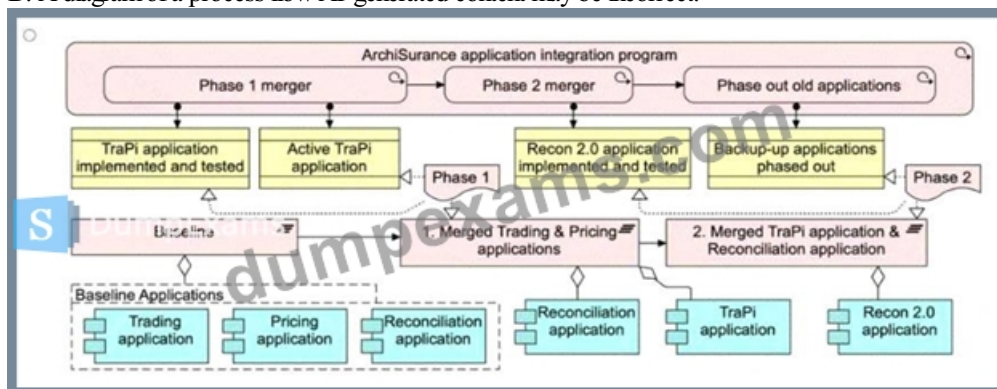 ArchiSurance application integration program
Phase 1 merger
Phase 2 merger
Phase out old applications
TraPi application
implemented and tested
Active TraPi
application
Recon 2.0 application
implemented and tested
Backup-up applications
phased out
Phase 1
Phase 2
S
DumpExams
dumpexams.com
Baseline
1. Merged Trading & Pricing
applications
2. Merged TraPi application &
Reconciliation application
Baseline Applications
Trading
application
Pricing
application
Reconciliation
application
Reconciliation
application
TraPi
application
Recon 2.0
application